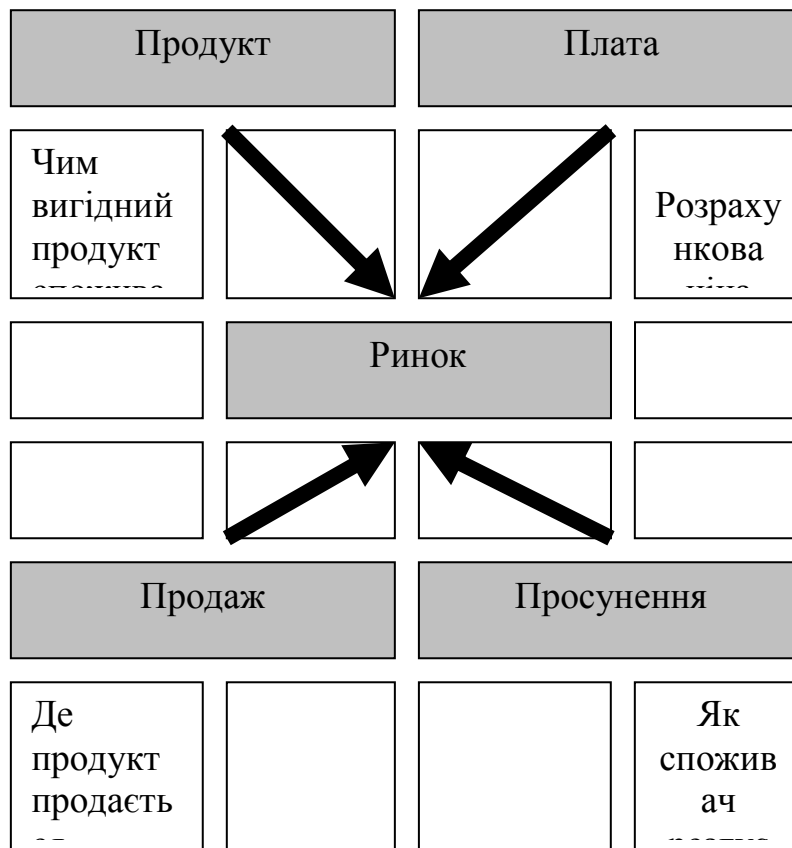 Продукт
Плата
Чим
вигідний
продукт
Розраху
нкова
Ринок
Продаж
Просунення
Де
продукт
продаєть
Як
спожив
ач